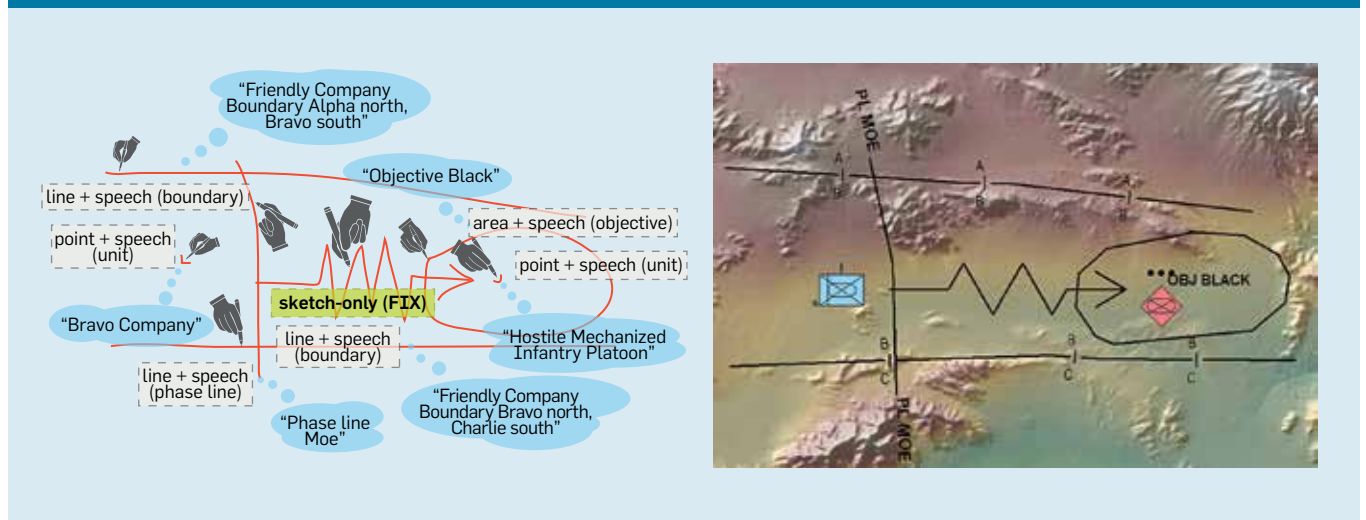 “Friendly Company
Boundary Alpha north,
Bravo south”
“Objective Black”
line + speech (boundary)
area + speech (objective)
point + speech
(unit)
point + speech (unit)
sketch-only (FIX)
“Bravo Company”
line + speech
(boundary)
“Hostile Mechanized
Infantry Platoon”
line + speech
(phase line)
“Friendly Company
Boundary Bravo north,
Charlie south”
“Phase line
Moe”
PL MOE
A
B
A
B
A
B
OBJ BLACK
B
C
B
C
B
C
PL MOE